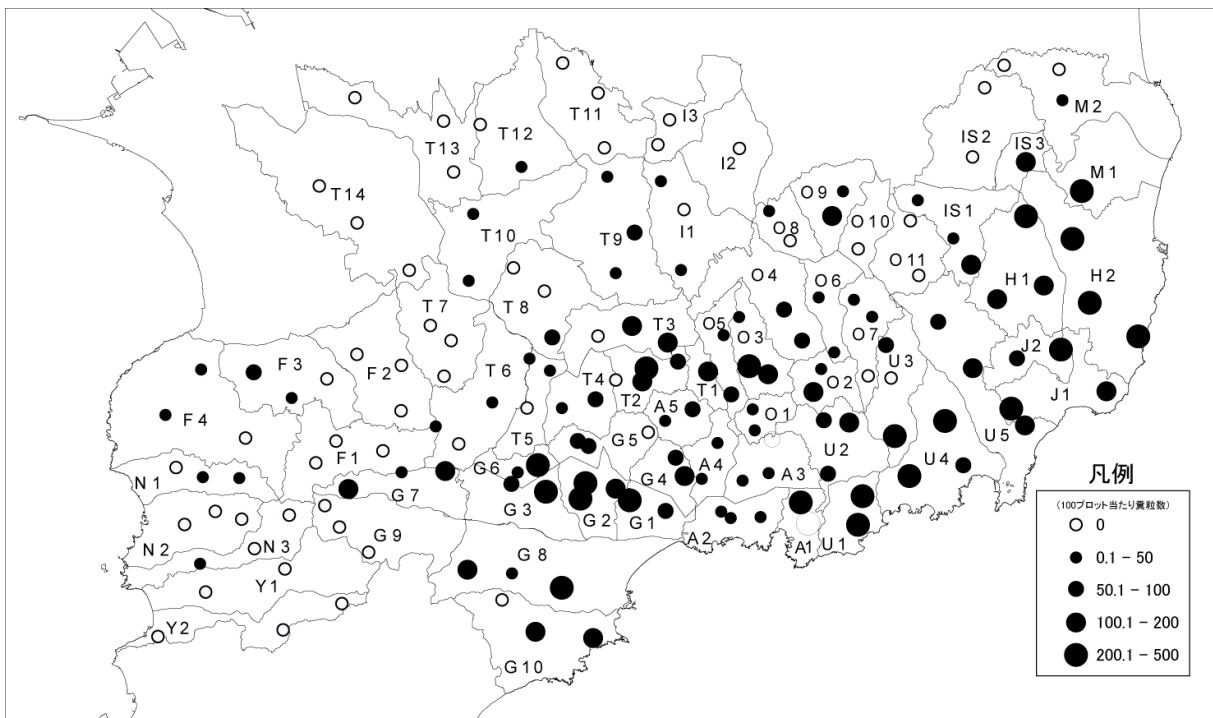 T11
I3
T12
M2
T13
I2
IS2
IS3
T14
O9
M1
I1
O8
O10
IS1
T10
T9
O11
H1
H2
O4
O6
T7
T8
O5
O3
O7
T3
U3
J2
F3
F2
T6
T4
T2
T1
O2
J1
F4
A5
O1
U5
F1
T5
G5
U2
U4
N1
G6
G4
A4
A3
G7
G3
G2
G1
A2
A1
U1
N2
N3
G9
G8
Y1
Y2
G10
凡例
(100プロット当たり糞粒数)
0
0.1 - 50
50.1 - 100
100.1 - 200
200.1 - 500